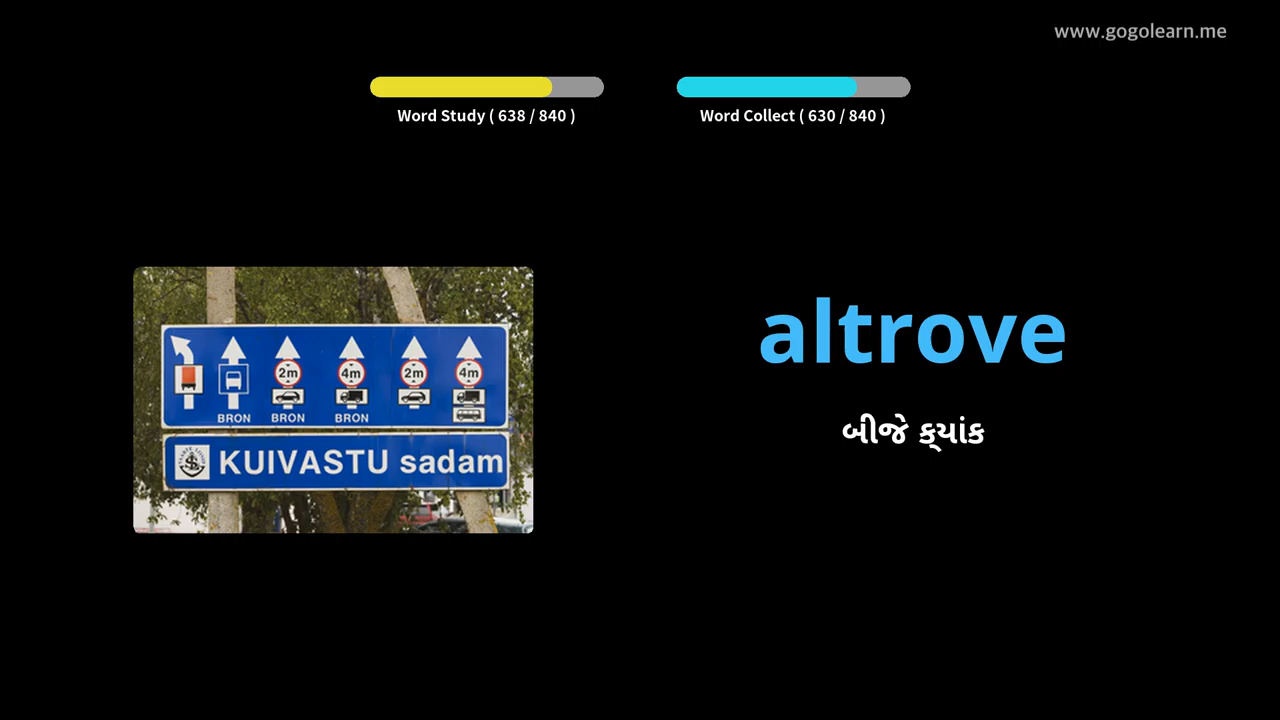 www.gogolearn.me
Word Study ( 638 / 840 )
Word Collect ( 630 / 840 )
altrove
બીજે ક્યાંક
2m
4m
2m
4m
BRON
BRON
BRON
KUIVASTU sadam